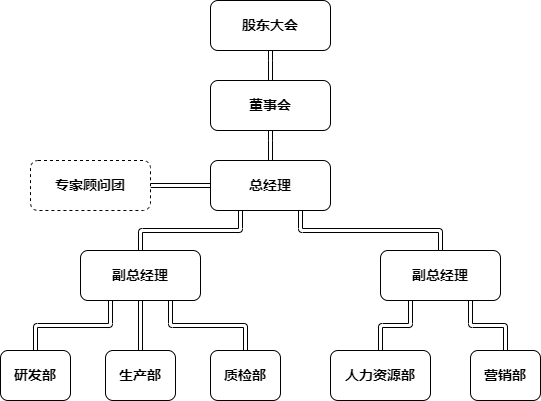 股东大会
董事会
专家顾问团
总经理
副总经理
副总经理
研发部
生产部
质检部
人力资源部
营销部